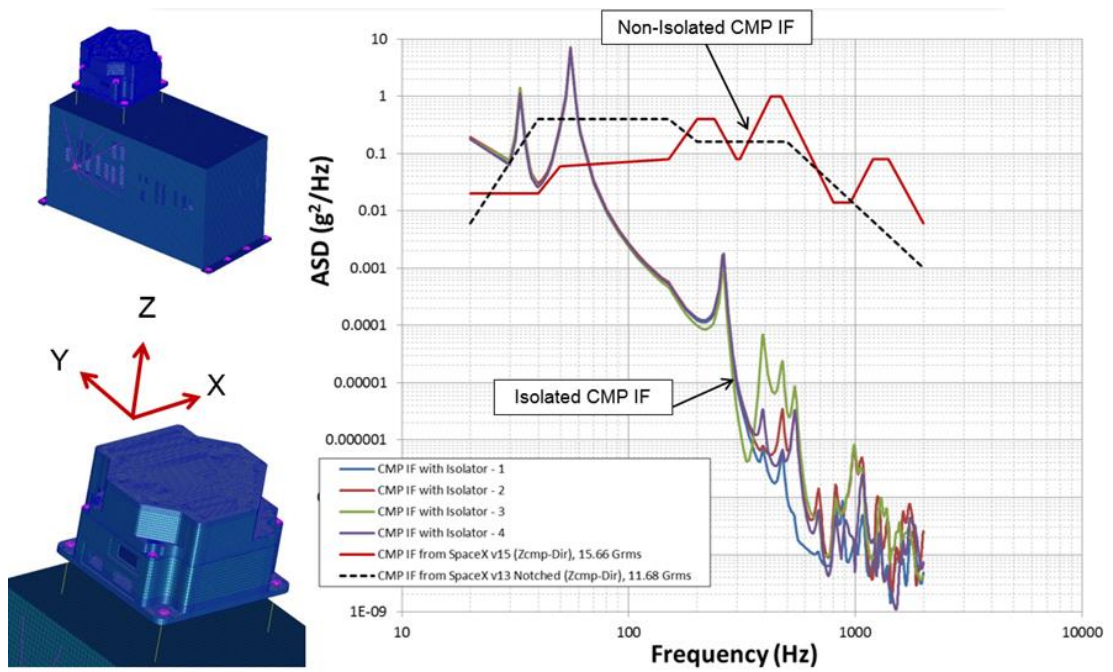 Non-Isolated CMP IF
10
1
0.1
0.01
0.001
0.0001
0.00001
0.000001
1E-09
ASD (g²/Hz)
Isolated CMP IF
CMP IF with Isolator - 1
CMP IF with Isolator - 2
CMP IF with Isolator - 3
CMP IF with Isolator - 4
CMP IF from SpaceX v15 (Zcmp-Dir), 15.66 Grms
CMP IF from SpaceX v13 Notched (Zcmp-Dir), 11.68 Grms
10
100
1000
10000
Frequency (Hz)
Z
Y
X